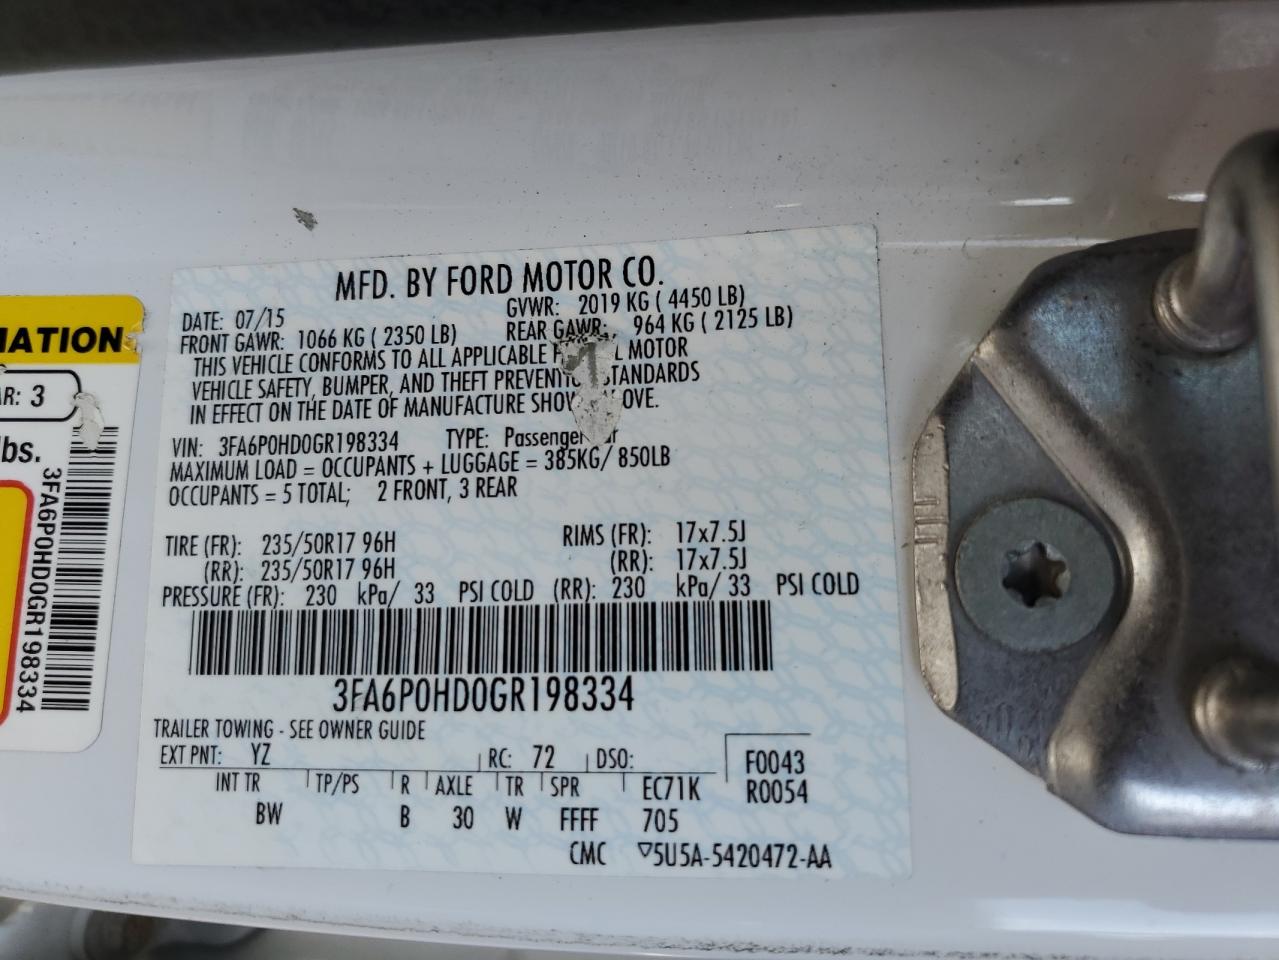 MFD. BY FORD MOTOR CO.
DATE: 07/15 GVWR: 2019 KG ( 4450 LB)
FRONT GAWR: 1066 KG ( 2350 LB) REAR GAWR: 964 KG ( 2125 LB)
THIS VEHICLE CONFORMS TO ALL APPLICABLE MOTOR
VEHICLE SAFETY, BUMPER, AND THEFT PREVENTION STANDARDS
IN EFFECT ON THE DATE OF MANUFACTURE SHOWN ABOVE.
VIN: 3FA6P0HD0GR198334 TYPE: Passenger Car
MAXIMUM LOAD = OCCUPANTS + LUGGAGE = 385KG/ 850LB
OCCUPANTS = 5 TOTAL; 2 FRONT, 3 REAR
TIRE (FR): 235/50R17 96H RIMS (FR): 17x7.5J
(RR): 235/50R17 96H (RR): 17x7.5J
PRESSURE (FR): 230 kPa/ 33 PSI COLD (RR): 230 kPa/ 33 PSI COLD
3FA6P0HD0GR198334
TRAILER TOWING - SEE OWNER GUIDE
EXT PNT: YZ RC: 72 DSO: F0043
INT TR TP/PS R AXLE TR SPR EC71K R0054
BW B 30 W FFFF 705
CMC ▽5U5A-5420472-AA
MATION
AR: 3
lbs.
3FA6P0HD0GR198334